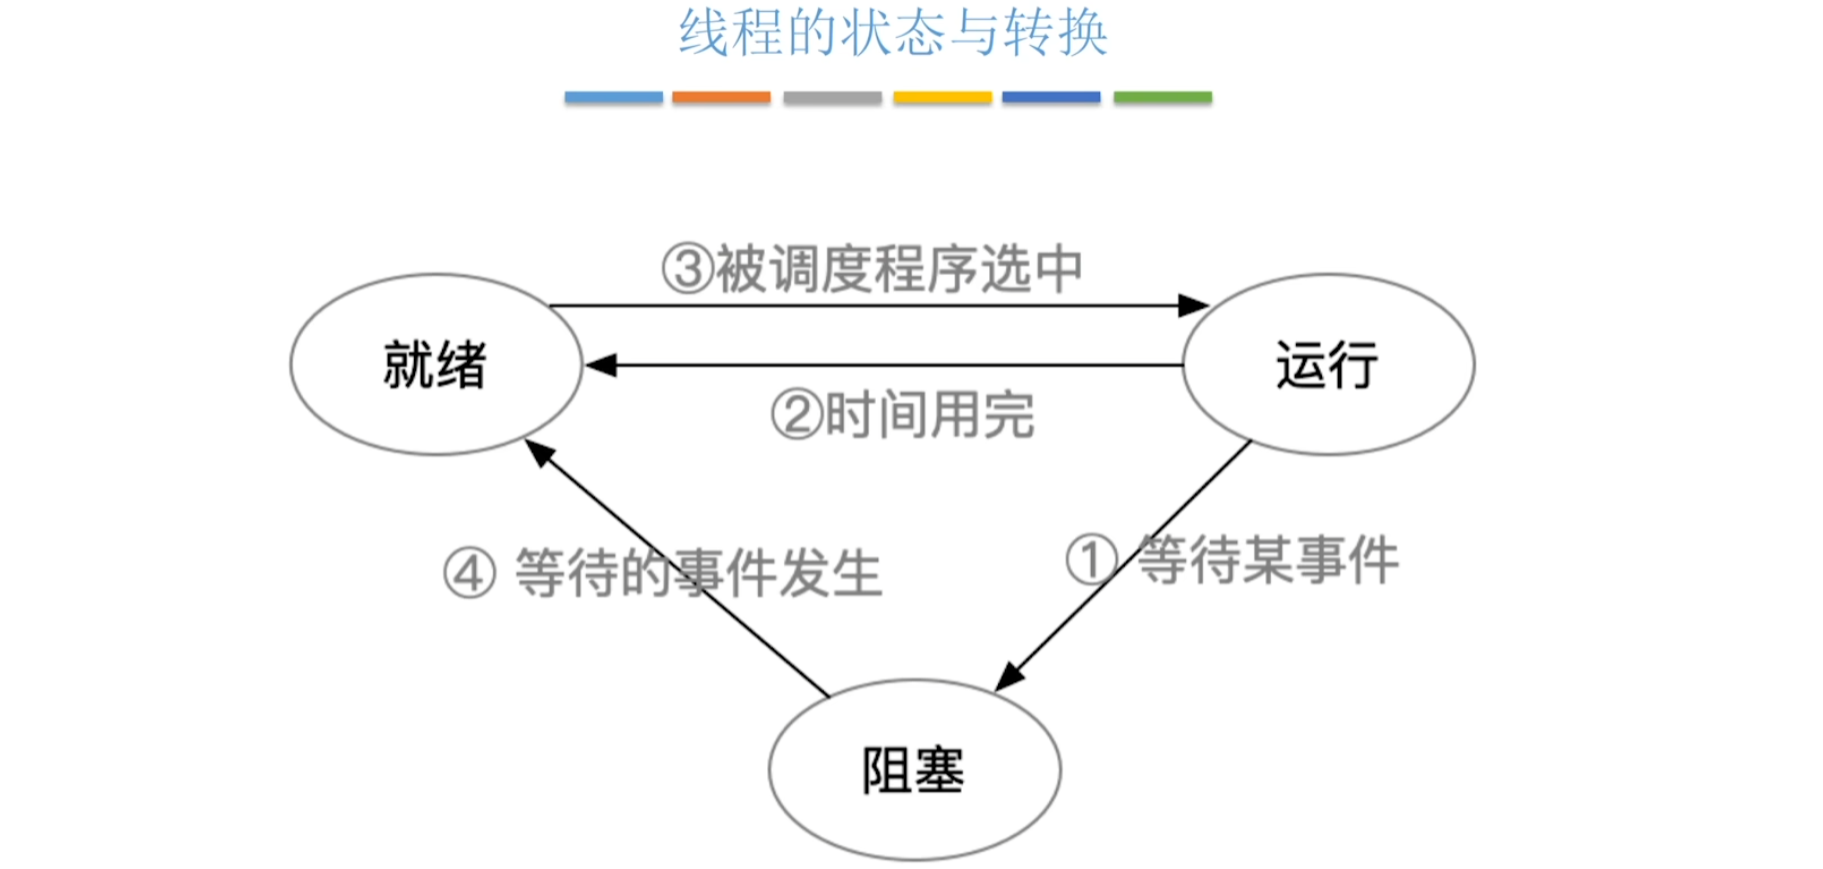 线程的状态与转换
③被调度程序选中
就绪
运行
②时间用完
④ 等待的事件发生
① 等待某事件
阻塞